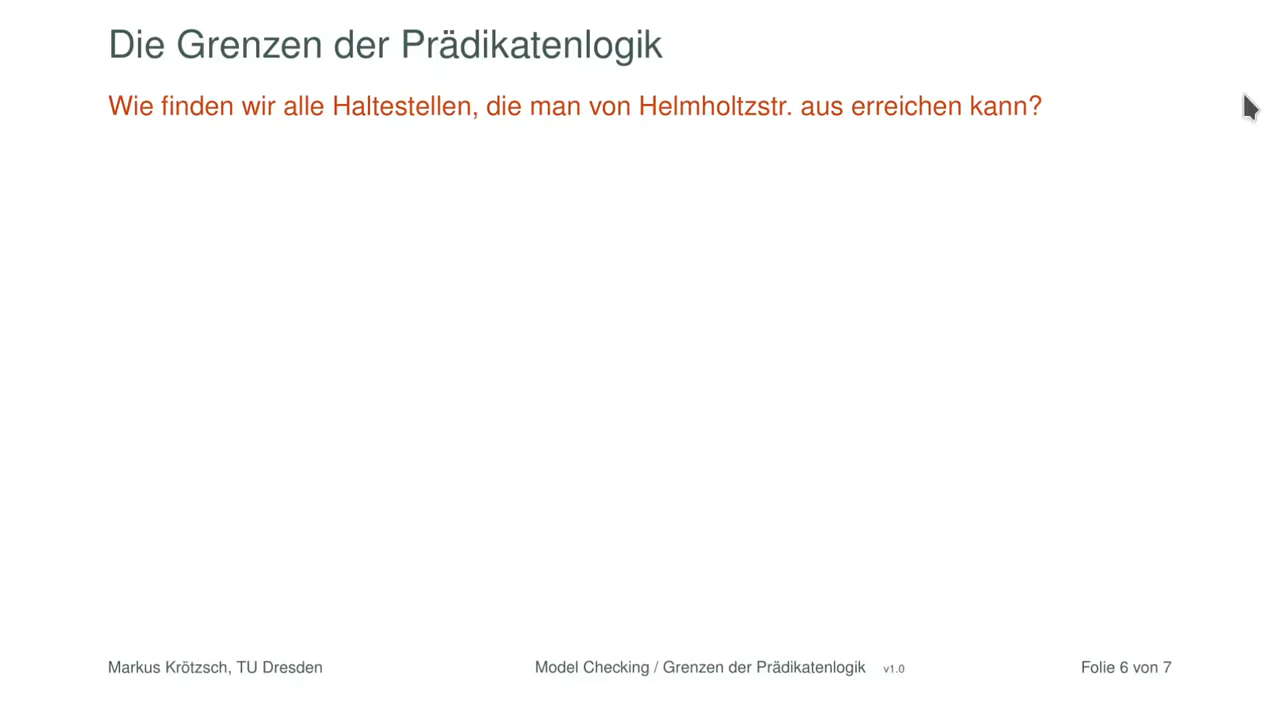 Die Grenzen der Prädikatenlogik
Wie finden wir alle Haltestellen, die man von Helmholtzstr. aus erreichen kann?
Markus Krötzsch, TU Dresden Model Checking / Grenzen der Prädikatenlogik v1.0 Folie 6 von 7